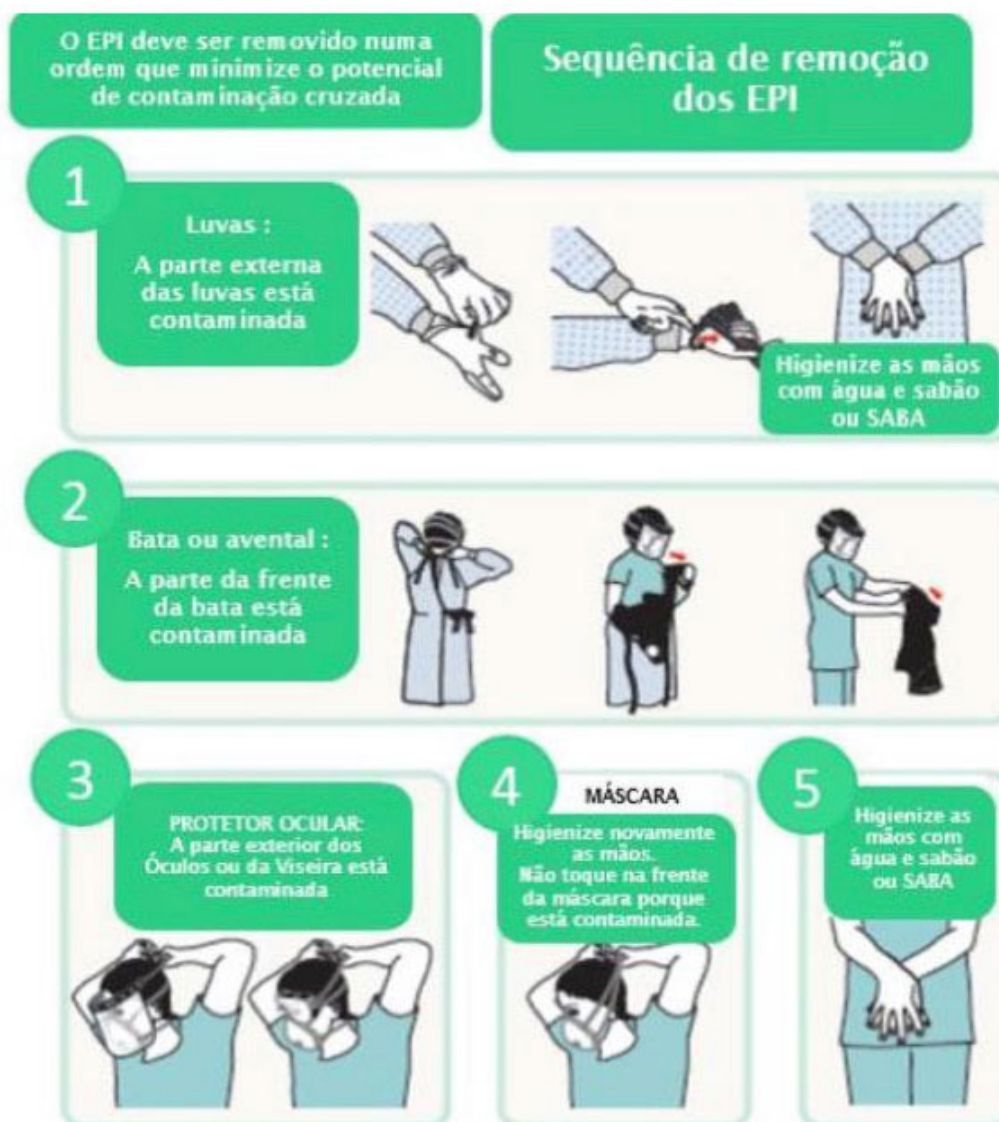 O EPI deve ser removido numa
ordem que minimize o potencial
de contaminação cruzada
Sequência de remoção
dos EPI
1
Luvas :
A parte externa
das luvas está
contaminada
Higienize as mãos
com água e sabão
ou SABA
2
Bata ou avental :
A parte da frente
da bata está
contaminada
3
PROTETOR OCULAR:
A parte exterior dos
Óculos ou da Viseira está
contaminada
4
MÁSCARA
Higienize novamente
as mãos.
Não toque na frente
da máscara porque
está contaminada.
5
Higienize as
mãos com
água e sabão
ou SABA